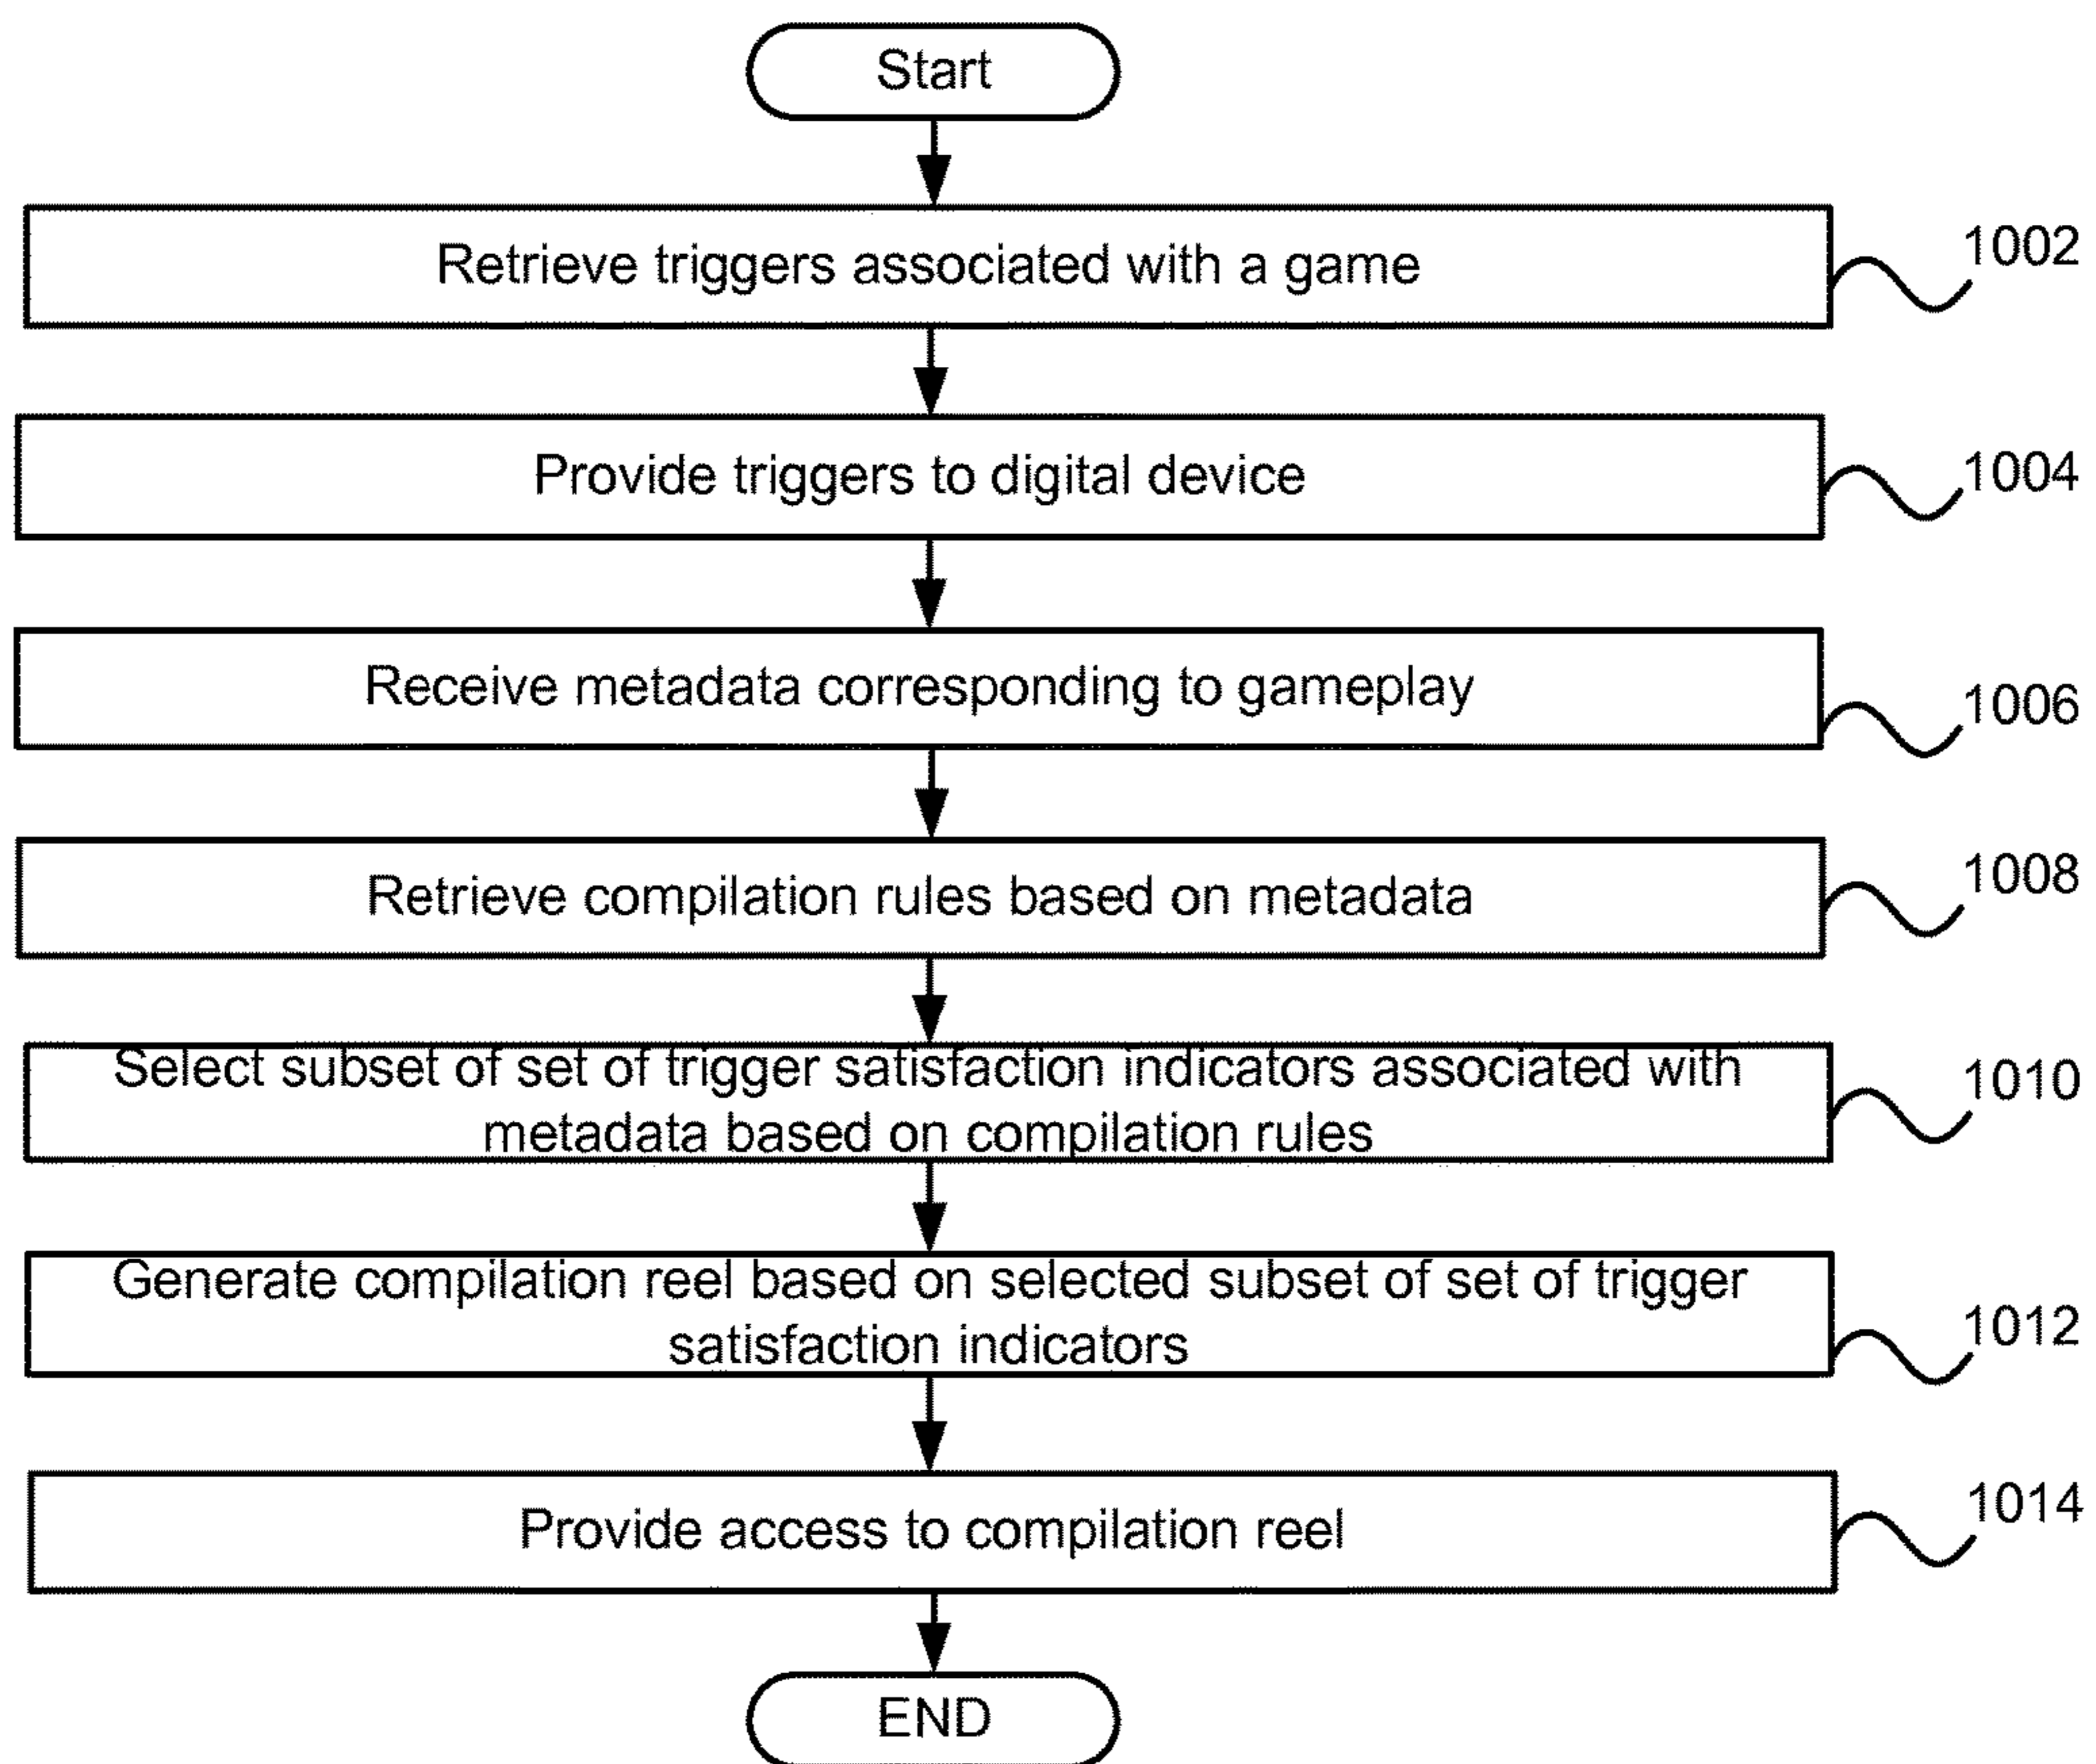 Start
Retrieve triggers associated with a game
1002
Provide triggers to digital device
1004
Receive metadata corresponding to gameplay
1006
Retrieve compilation rules based on metadata
1008
Select subset of set of trigger satisfaction indicators associated with
metadata based on compilation rules
1010
Generate compilation reel based on selected subset of set of trigger
satisfaction indicators
1012
Provide access to compilation reel
1014
END